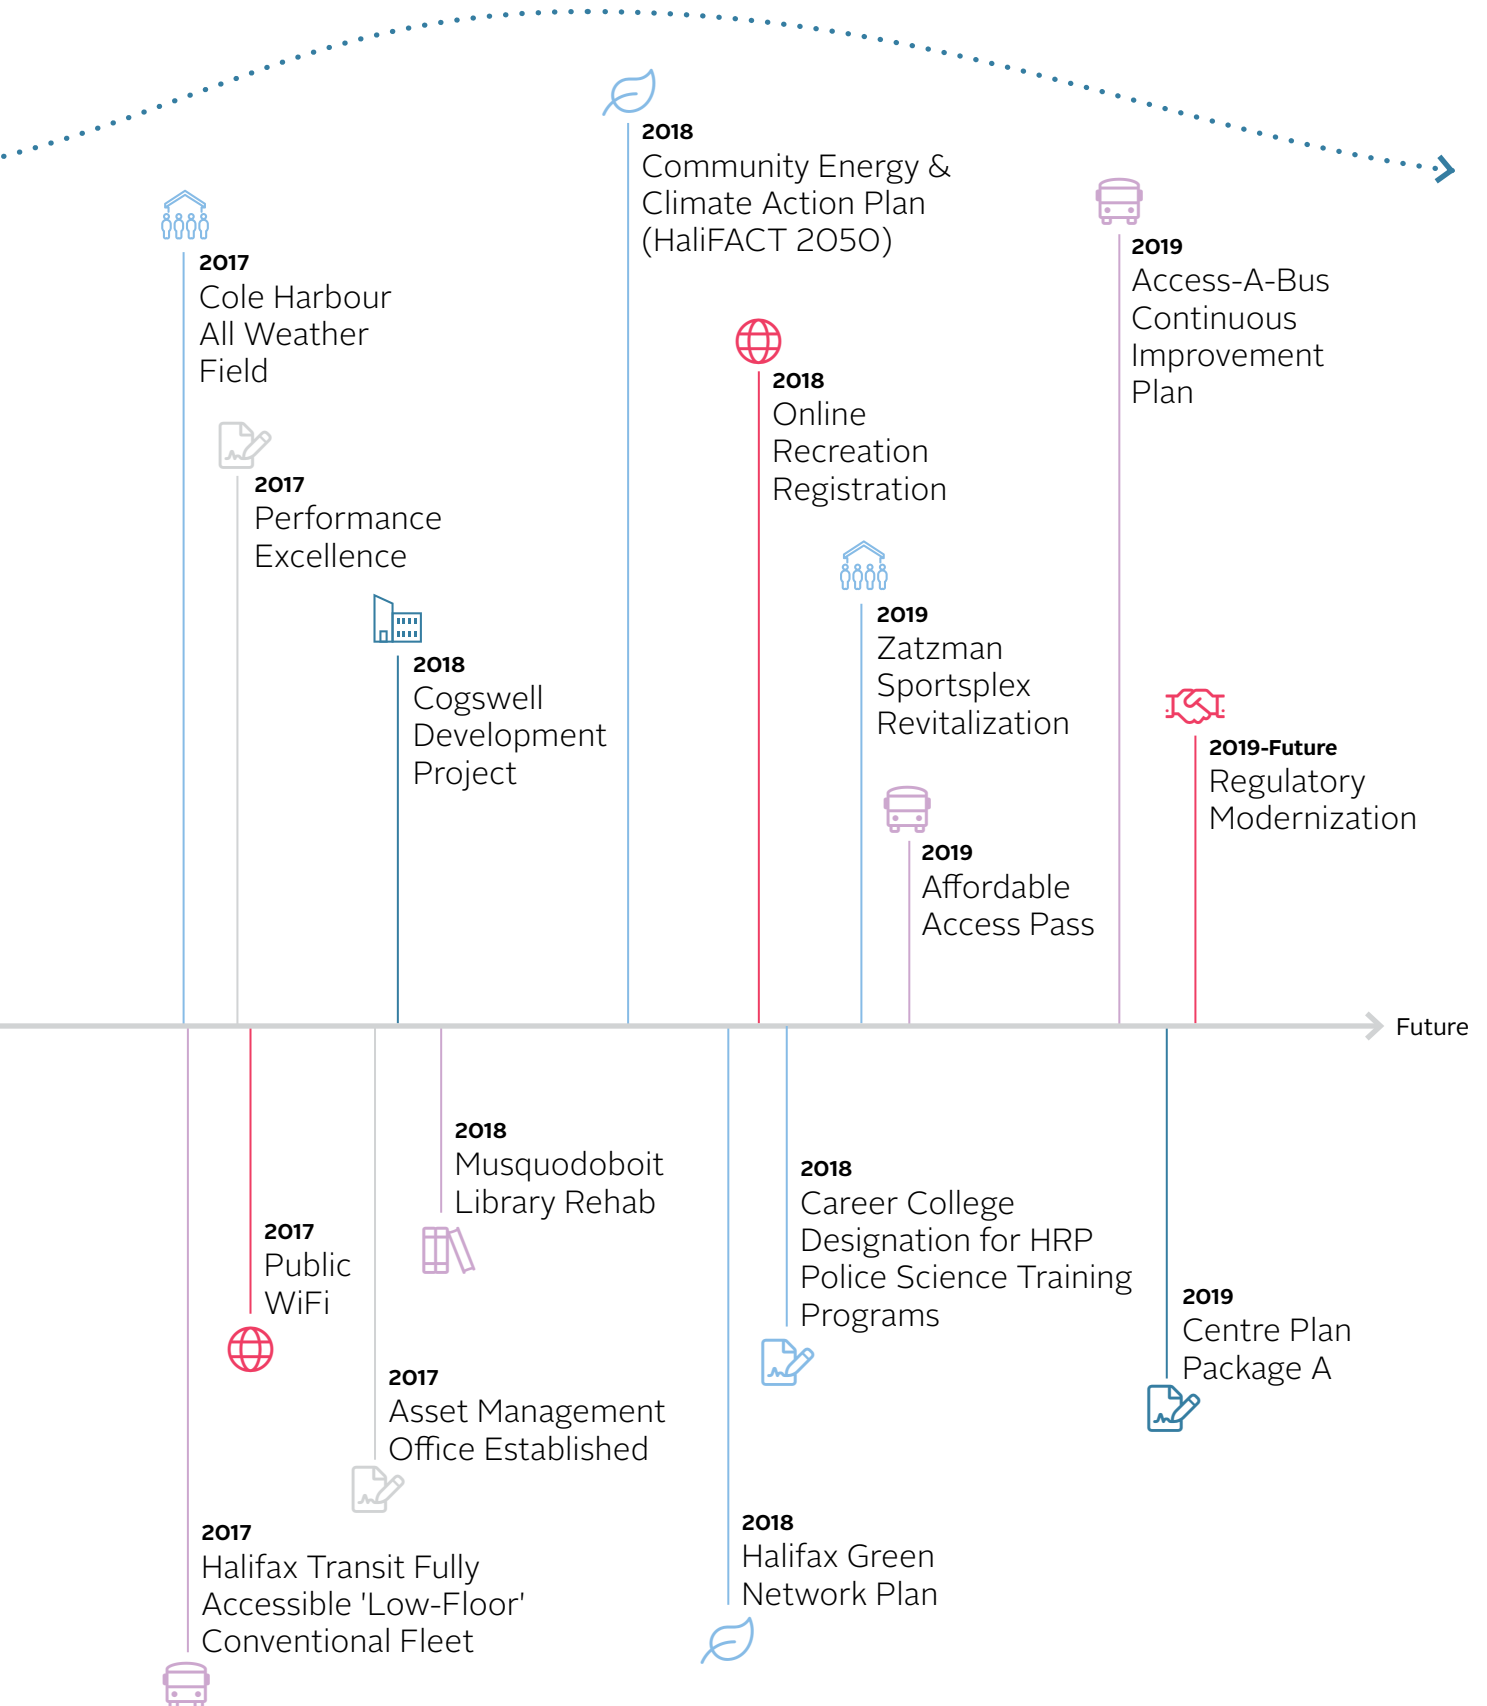 2018
Community Energy &
Climate Action Plan
(HaliFACT 2050)
2017
Cole Harbour
All Weather
Field
2019
Access-A-Bus
Continuous
Improvement
Plan
2018
Online
Recreation
Registration
2017
Performance
Excellence
2019
Zatzman
Sportsplex
Revitalization
2018
Cogswell
Development
Project
2019-Future
Regulatory
Modernization
2019
Affordable
Access Pass
Future
2018
Musquodoboit
Library Rehab
2018
Career College
Designation for HRP
Police Science Training
Programs
2017
Public
WiFi
2019
Centre Plan
Package A
2017
Asset Management
Office Established
2018
Halifax Green
Network Plan
2017
Halifax Transit Fully
Accessible 'Low-Floor'
Conventional Fleet